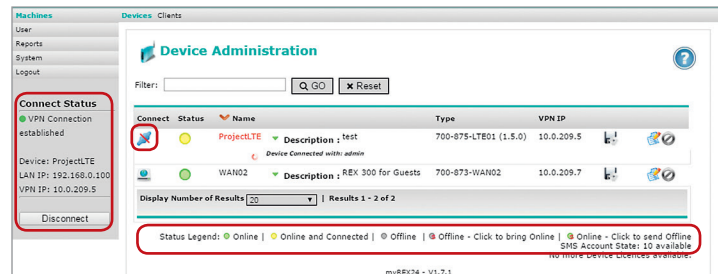 Machines
Devices Clients
User
Reports
System
Logout
Device Administration
?
Filter:
GO
Reset
Connect Status
VPN Connection
established
Device: ProjectLTE
LAN IP: 192.168.0.100
VPN IP: 10.0.209.5
Disconnect
Connect Status Name Type VPN IP
ProjectLTE Description : test 700-875-LTE01 (1.5.0) 10.0.209.5
Device Connected with: admin
WAN02 Description : REX 300 for Guests 700-873-WAN02 10.0.209.7
Display Number of Results 20 | Results 1 - 2 of 2
Status Legend: Online | Online and Connected | Offline | Offline - Click to bring Online | Online - Click to send Offline
SMS Account State: 10 available
No more Device Licences available.
myREX24 - V1.7.1